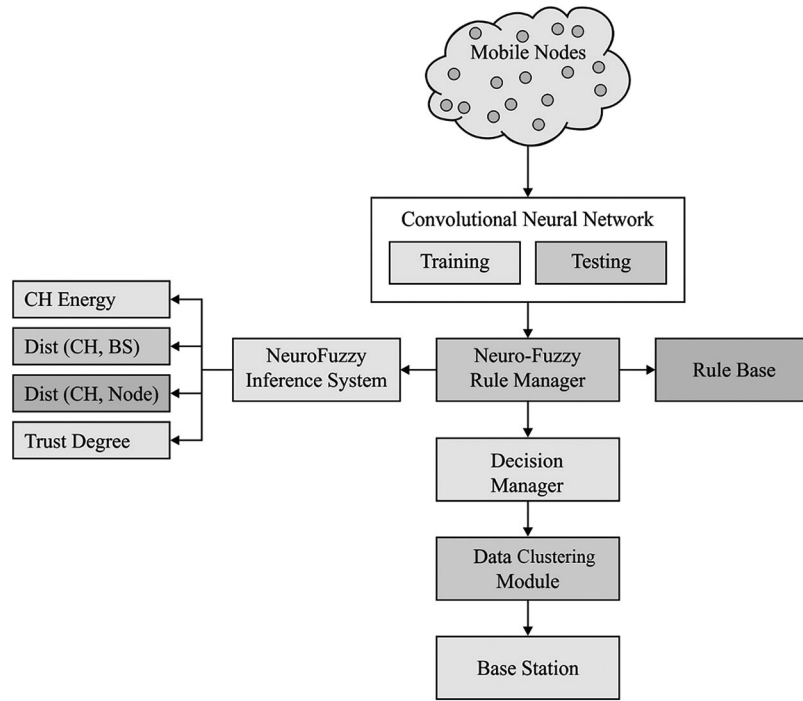 Mobile Nodes
Convolutional Neural Network
Training
Testing
CH Energy
Dist (CH, BS)
Dist (CH, Node)
Trust Degree
NeuroFuzzy
Inference System
Neuro-Fuzzy
Rule Manager
Rule Base
Decision
Manager
Data Clustering
Module
Base Station